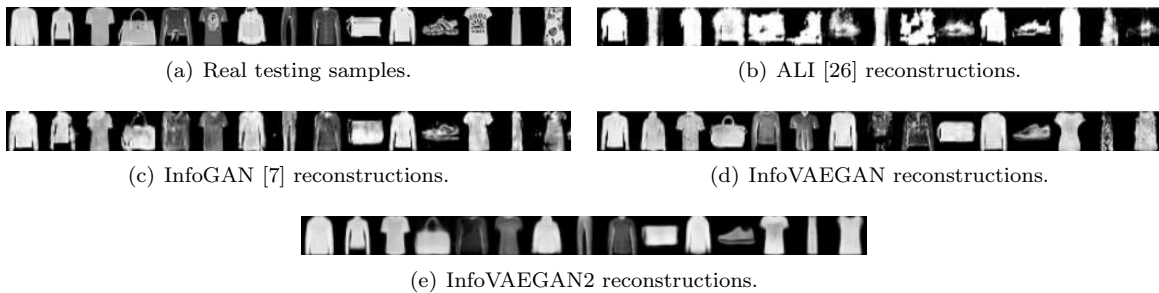 (a) Real testing samples.
(b) ALI [26] reconstructions.
(c) InfoGAN [7] reconstructions.
(d) InfoVAEGAN reconstructions.
(e) InfoVAEGAN2 reconstructions.